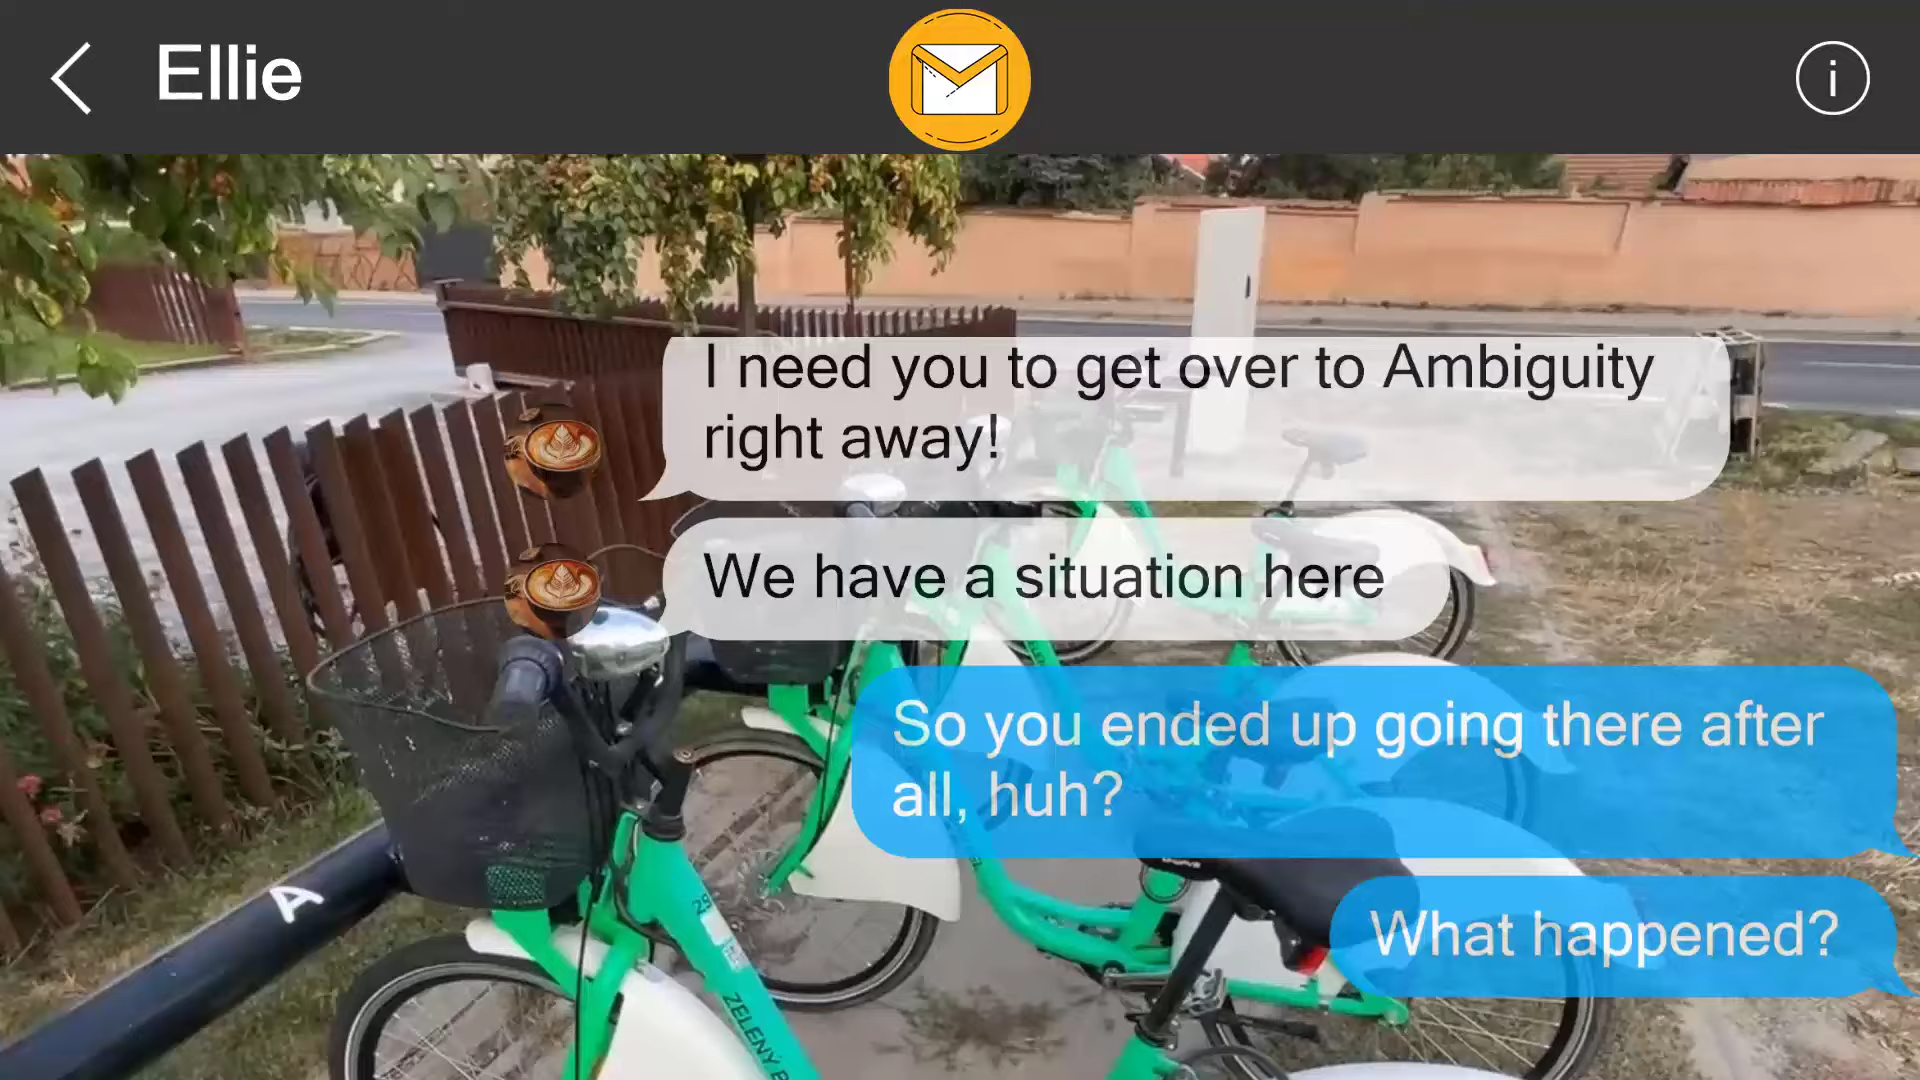 Ellie
i
I need you to get over to Ambiguity
right away!
We have a situation here
So you ended up going there after
all, huh?
What happened?
A
ZELENÝ